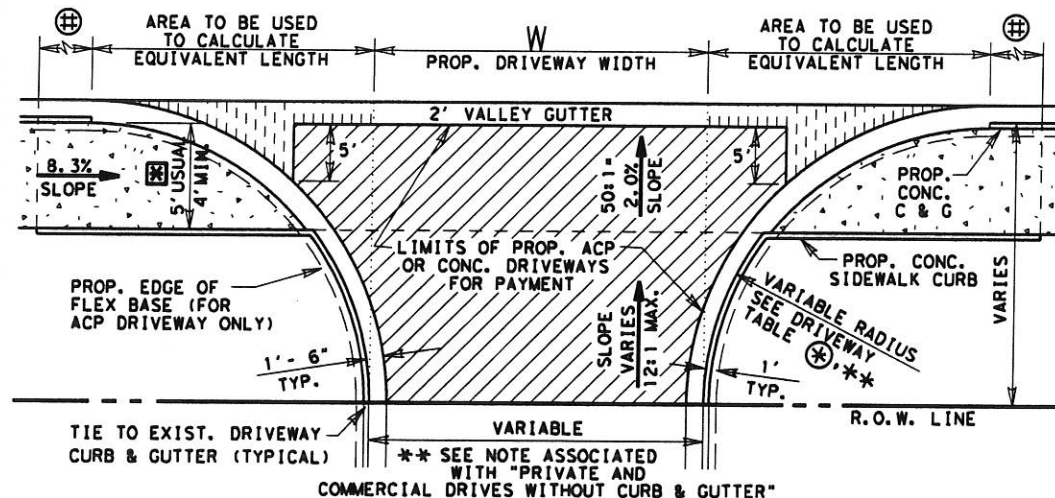 #
AREA TO BE USED
TO CALCULATE
EQUIVALENT LENGTH
W
PROP. DRIVEWAY WIDTH
AREA TO BE USED
TO CALCULATE
EQUIVALENT LENGTH
#
2' VALLEY GUTTER
8.3%
SLOPE
*
5' USUAL
4' MIN.
5'
50:1=
2.0%
SLOPE
5'
PROP.
CONC.
C & G
LIMITS OF PROP. ACP
OR CONC. DRIVEWAYS
FOR PAYMENT
PROP. CONC.
SIDEWALK CURB
PROP. EDGE OF
FLEX BASE (FOR
ACP DRIVEWAY ONLY)
SLOPE
VARIES
12:1 MAX.
VARIABLE RADIUS
SEE DRIVEWAY
TABLE *,**
VARIES
1'- 6"
TYP.
1'
TYP.
R.O.W. LINE
TIE TO EXIST. DRIVEWAY
CURB & GUTTER (TYPICAL)
VARIABLE
** SEE NOTE ASSOCIATED
WITH "PRIVATE AND
COMMERCIAL DRIVES WITHOUT CURB & GUTTER"